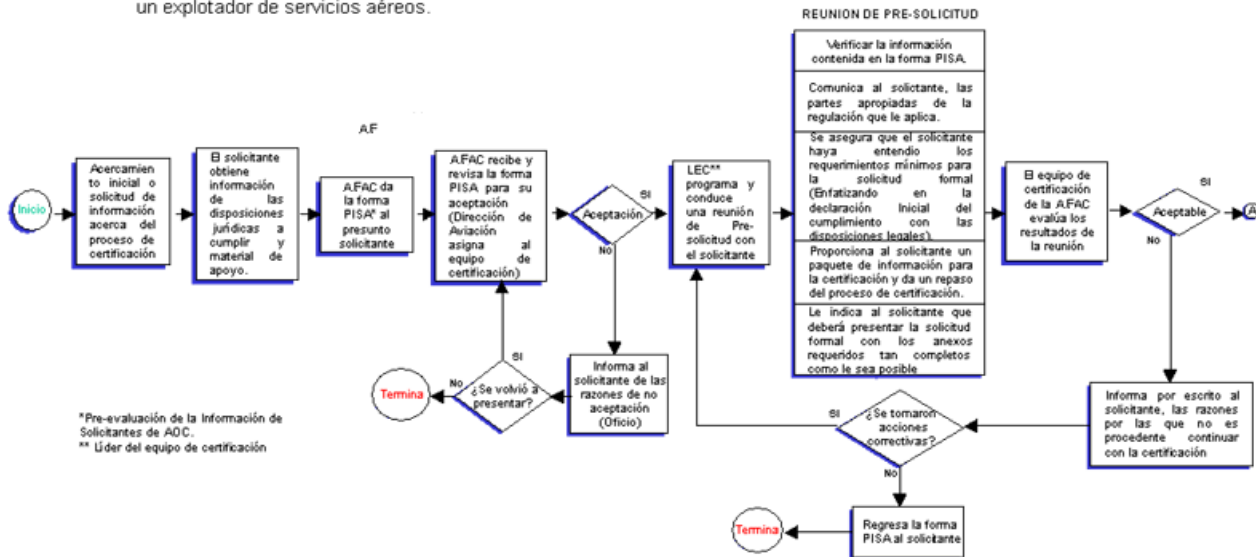 un explotador de servicios aéreos.
REUNION DE PRE-SOLICITUD
Verificar la información
contenida en la forma PISA.
Comunica al solictante, las
partes apropiadas de la
regulación que le aplica.
Se asegura que el solicitante
haya entendio los
requerimientos mínimos para
la solicitud formal
(Enfatizando en la
declaración Inicial del
cumplimiento con las
disposiciones legales).
Proporciona al solicitante un
paquete de información para
la certificación y da un repaso
del proceso de certificación.
Le indica al solicitante que
deberá presentar la solicitud
formal con los anexos
requeridos tan completos
como le sea posible
AF
Inicio
Acercamien
to inicial o
solicitud de
información
acerca del
proceso de
certificación
El solicitante
obtiene
información
de las
disposiciones
jurídicas a
cumplir y
material de
apoyo.
AFAC da
la forma
PISA* al
presunto
solicitante
AFAC recibe y
revisa la forma
PISA para su
aceptación
(Dirección de
Aviación
asigna al
equipo de
certificación)
Aceptación
SI
No
LEC**
programa y
conduce
una reunión
de Pre-
solicitud con
el solicitante
El equipo de
certificación
de la AFAC
evalúa los
resultados de
la reunión
Aceptable
SI
No
A
Informa al
solicitante de las
razones de no
aceptación
(Oficio)
¿Se volvió a
presentar?
SI
No
Termina
*Pre-evaluación de la Información de
Solicitantes de AOC.
** Líder del equipo de certificación
Informa por escrito al
solicitante, las razones
por las que no es
procedente continuar
con la certificación
¿Se tomaron
acciones
correctivas?
SI
No
Regresa la forma
PISA al solicitante
Termina